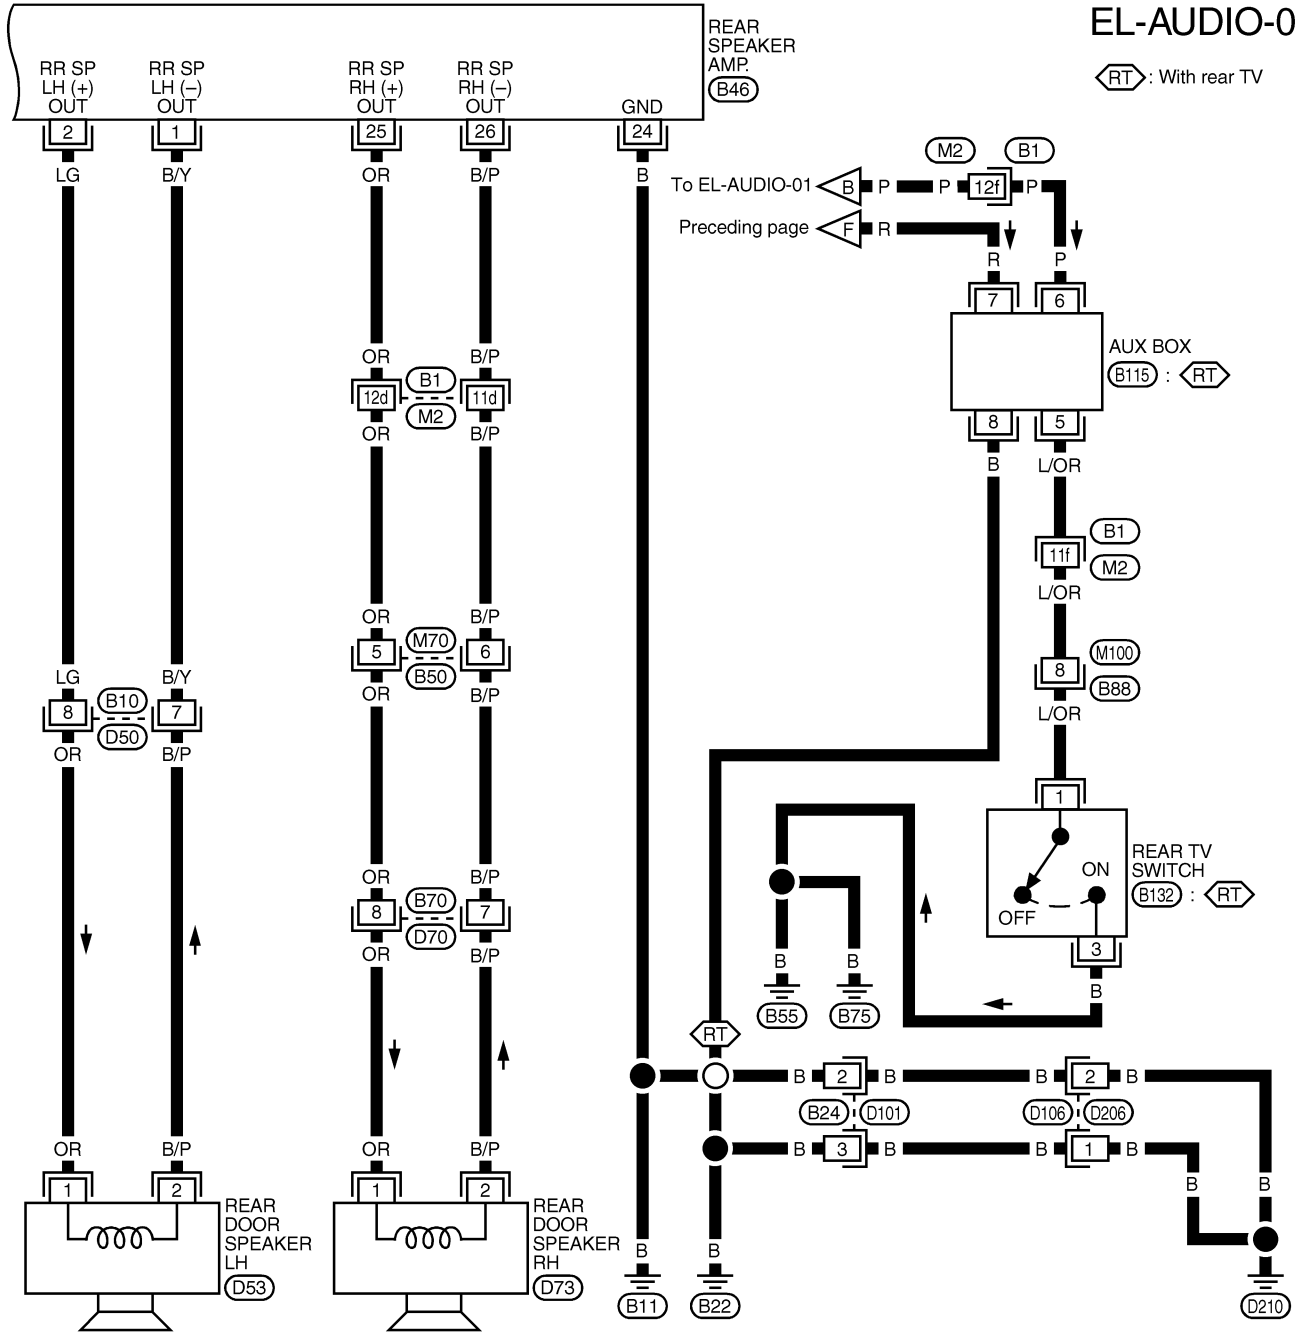 EL-AUDIO-0
RT : With rear TV
REAR
SPEAKER
AMP.
B46
RR SP
LH (+)
OUT
RR SP
LH (–)
OUT
RR SP
RH (+)
OUT
RR SP
RH (–)
OUT
GND
2
1
25
26
24
LG
B/Y
OR
B/P
B
M2
B1
To EL-AUDIO-01
B
P
P
12f
P
Preceding page
F
R
R
P
7
6
AUX BOX
B115 : RT
8
5
B
L/OR
OR
B/P
12d
B1
M2
11d
OR
B/P
B1
11f
M2
L/OR
OR
B/P
5
M70
B50
6
OR
B/P
8
M100
B88
L/OR
LG
B/Y
8
B10
D50
7
OR
B/P
1
REAR TV
SWITCH
B132 : RT
ON
OFF
3
B
OR
B/P
8
B70
D70
7
OR
B/P
B
B
B55
B75
RT
B
2
B
B
2
B
B24
D101
D106
D206
B
3
B
B
1
B
B
B
OR
B/P
OR
B/P
1
2
1
2
REAR
DOOR
SPEAKER
LH
D53
REAR
DOOR
SPEAKER
RH
D73
B
B
B11
B22
D210